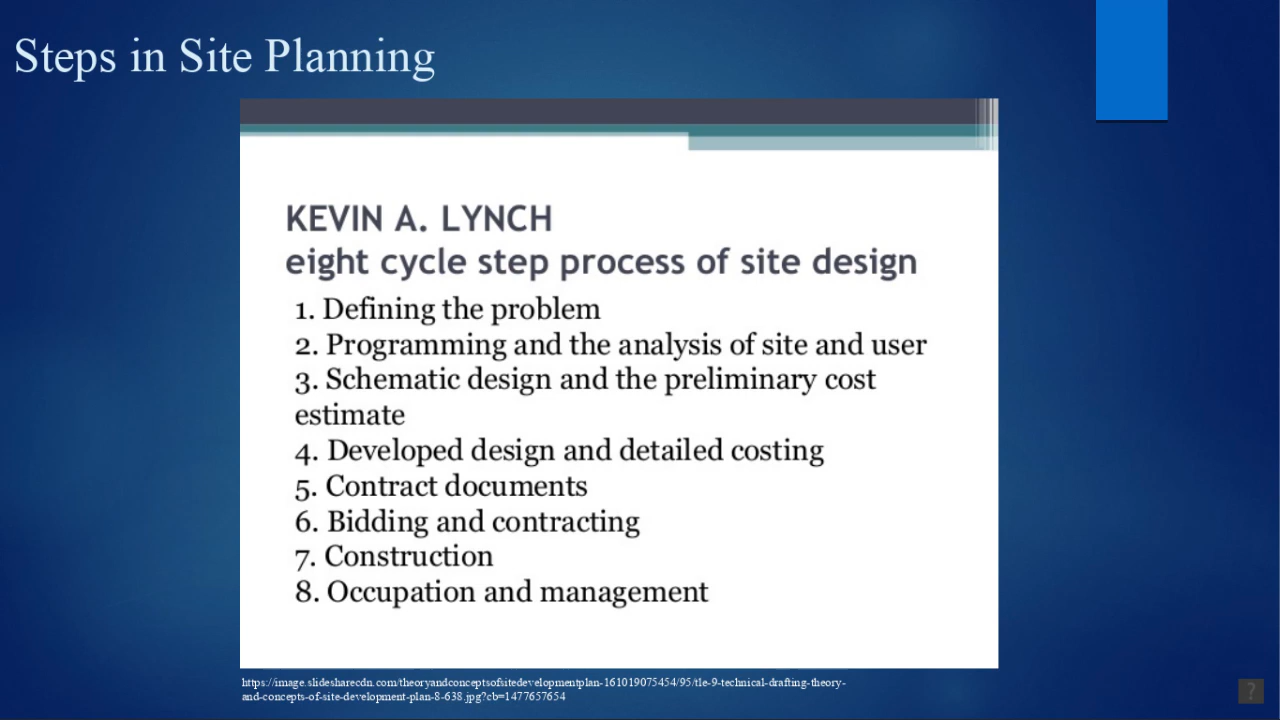 Steps in Site Planning
KEVIN A. LYNCH
eight cycle step process of site design
1. Defining the problem
2. Programming and the analysis of site and user
3. Schematic design and the preliminary cost
estimate
4. Developed design and detailed costing
5. Contract documents
6. Bidding and contracting
7. Construction
8. Occupation and management
https://image.slidesharecdn.com/theoryandconceptsofsitedevelopmentplan-161019075454/95/tle-9-technical-drafting-theory-
and-concepts-of-site-development-plan-8-638.jpg?cb=1477657654
?